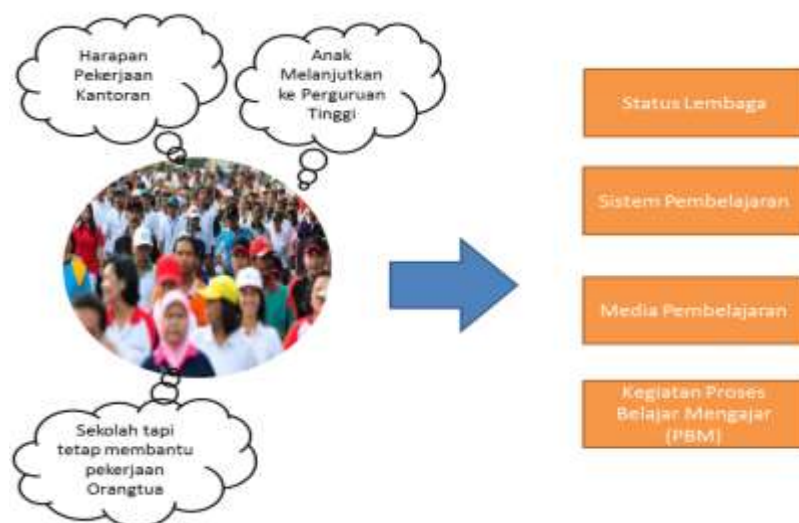 Harapan
Pekerjaan
Kantoran
Anak
Melanjutkan
ke Perguruan
Tinggi
Sekolah tapi
tetap membantu
pekerjaan
Orangtua
Status Lembaga
Sistem Pembelajaran
Media Pembelajaran
Kegiatan Proses
Belajar Mengajar
(PBM)